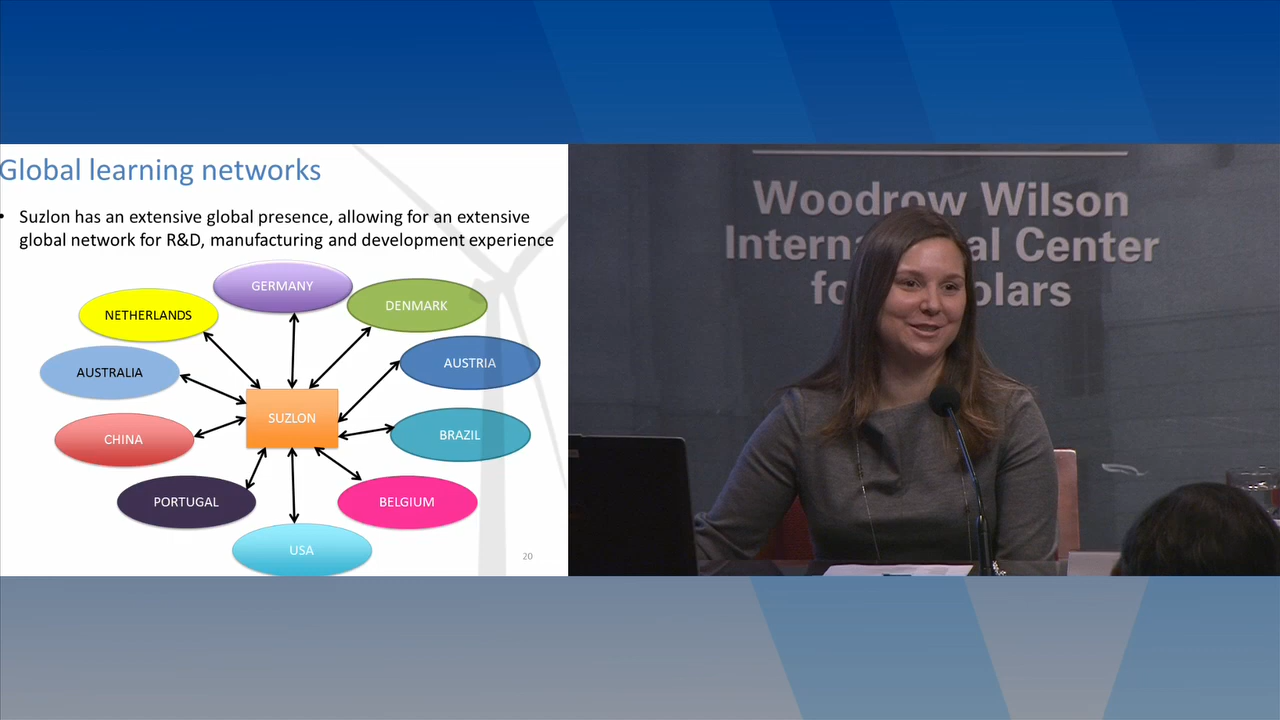 Global learning networks
• Suzlon has an extensive global presence, allowing for an extensive
global network for R&D, manufacturing and development experience
GERMANY
DENMARK
NETHERLANDS
AUSTRIA
AUSTRALIA
SUZLON
BRAZIL
CHINA
PORTUGAL
BELGIUM
USA
20
Woodrow Wilson
International Center
for Scholars